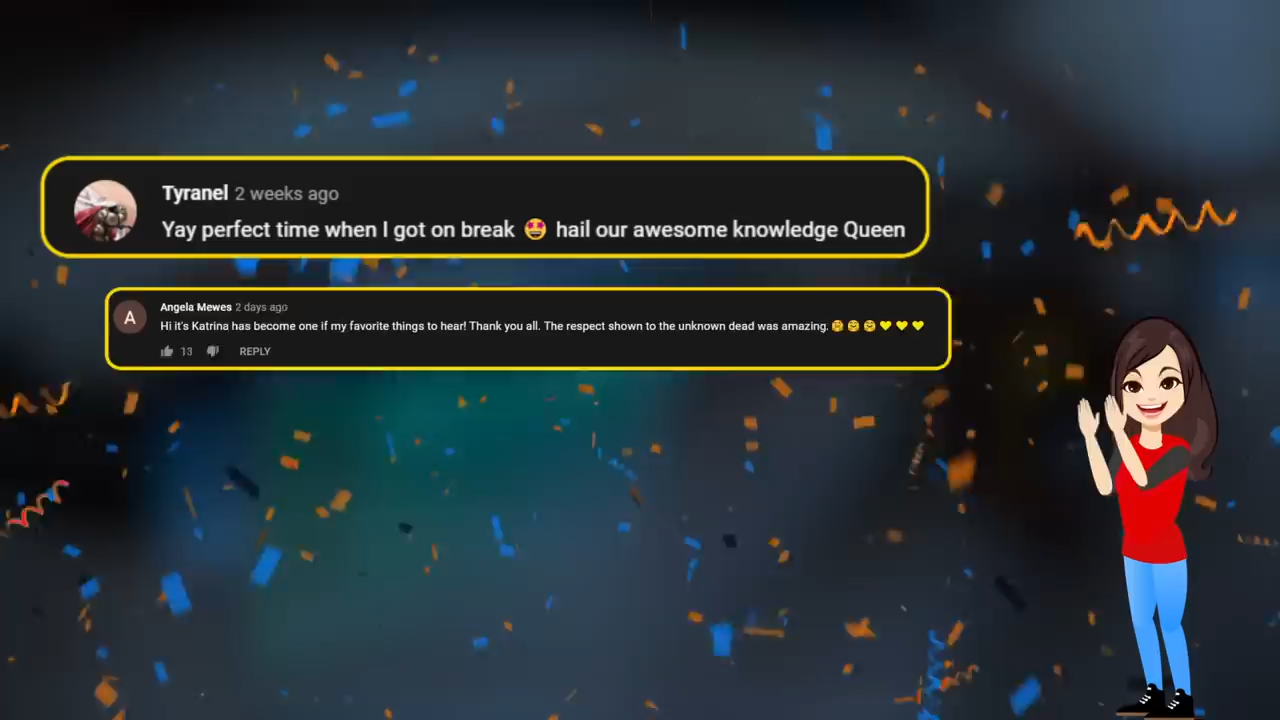 Tyranel 2 weeks ago
Yay perfect time when I got on break 🤩 hail our awesome knowledge Queen
A
Angela Mewes 2 days ago
Hi it's Katrina has become one if my favorite things to hear! Thank you all. The respect shown to the unknown dead was amazing. 🤗🤗🤗💛💛💛
13 REPLY